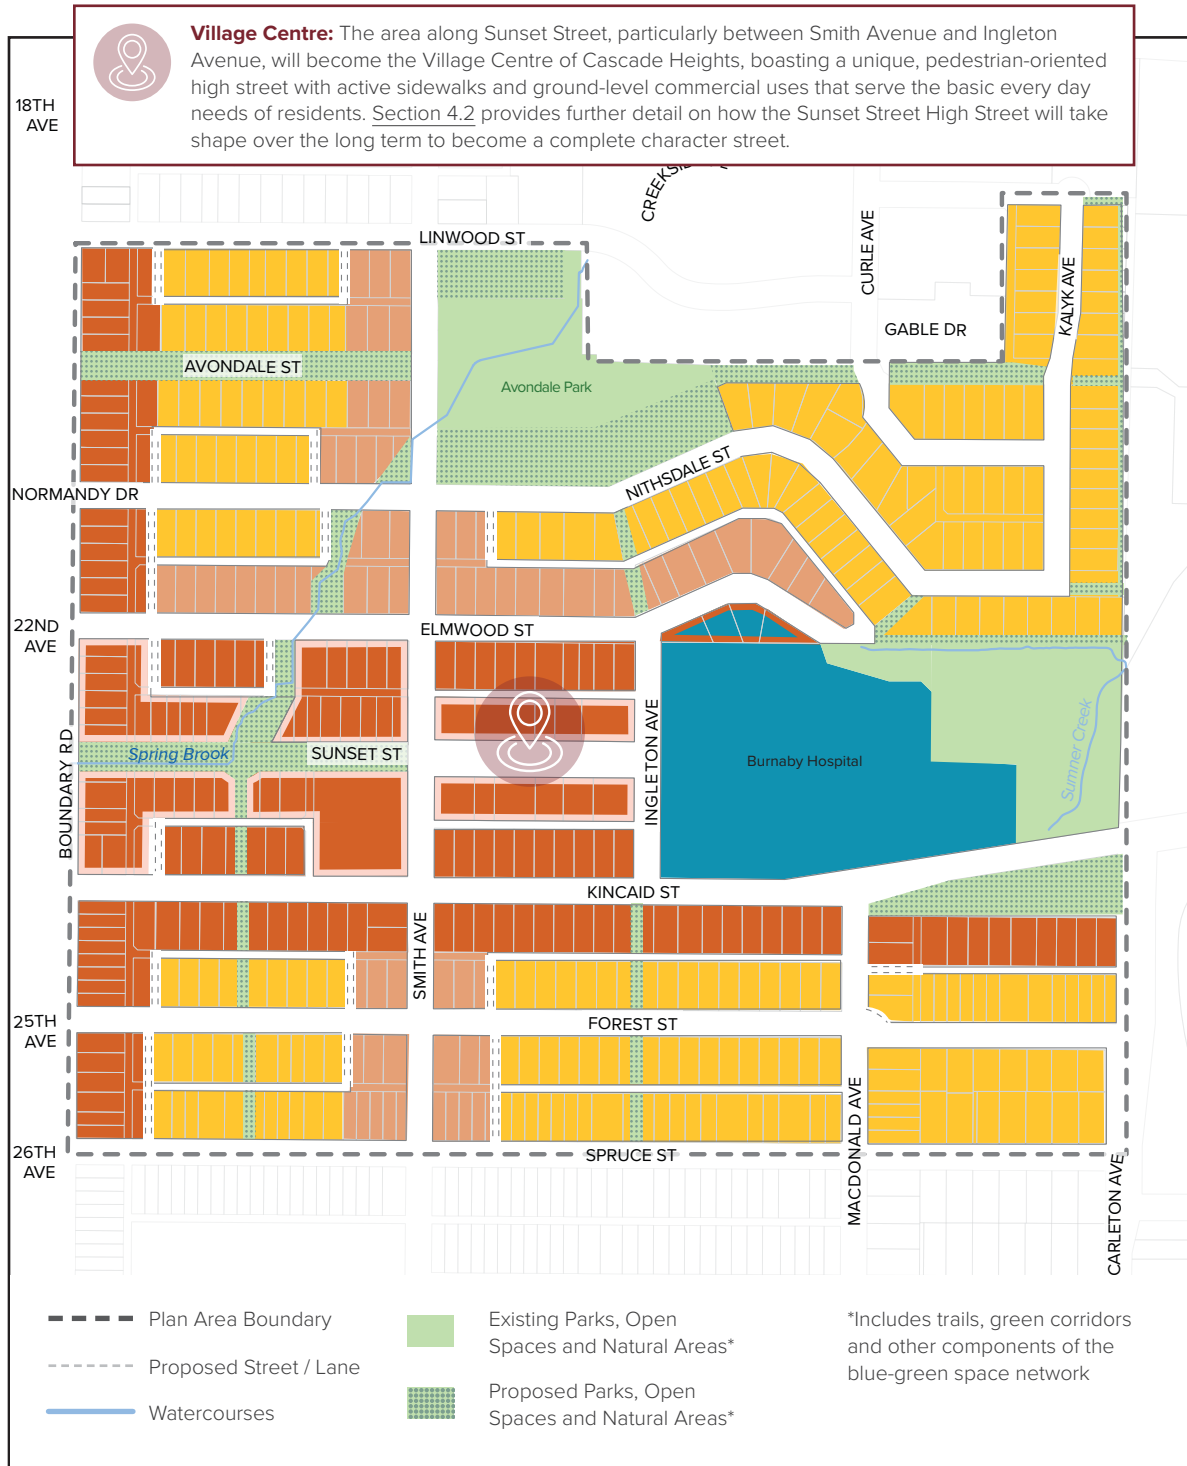 Village Centre: The area along Sunset Street, particularly between Smith Avenue and Ingleton
Avenue, will become the Village Centre of Cascade Heights, boasting a unique, pedestrian-oriented
high street with active sidewalks and ground-level commercial uses that serve the basic every day
needs of residents. Section 4.2 provides further detail on how the Sunset Street High Street will take
shape over the long term to become a complete character street.
18TH
AVE
LINWOOD ST
CURLE AVE
KALYK AVE
GABLE DR
AVONDALE ST
Avondale Park
NITHSDALE ST
NORMANDY DR
22ND
AVE
ELMWOOD ST
BOUNDARY RD
Spring Brook
SUNSET ST
INGLETON AVE
Burnaby Hospital
Sumner Creek
KINCAID ST
SMITH AVE
25TH
AVE
FOREST ST
MACDONALD AVE
26TH
AVE
SPRUCE ST
CARLETON AVE
Plan Area Boundary
Proposed Street / Lane
Watercourses
Existing Parks, Open
Spaces and Natural Areas*
Proposed Parks, Open
Spaces and Natural Areas*
*Includes trails, green corridors
and other components of the
blue-green space network